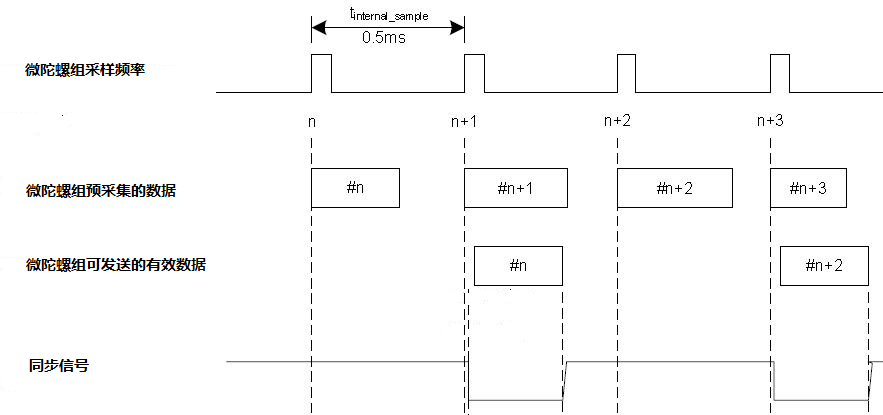 tinternal_sample
0.5ms
微陀螺组采样频率
n n+1 n+2 n+3
微陀螺组预采集的数据 #n #n+1 #n+2 #n+3
微陀螺组可发送的有效数据 #n #n+2
同步信号